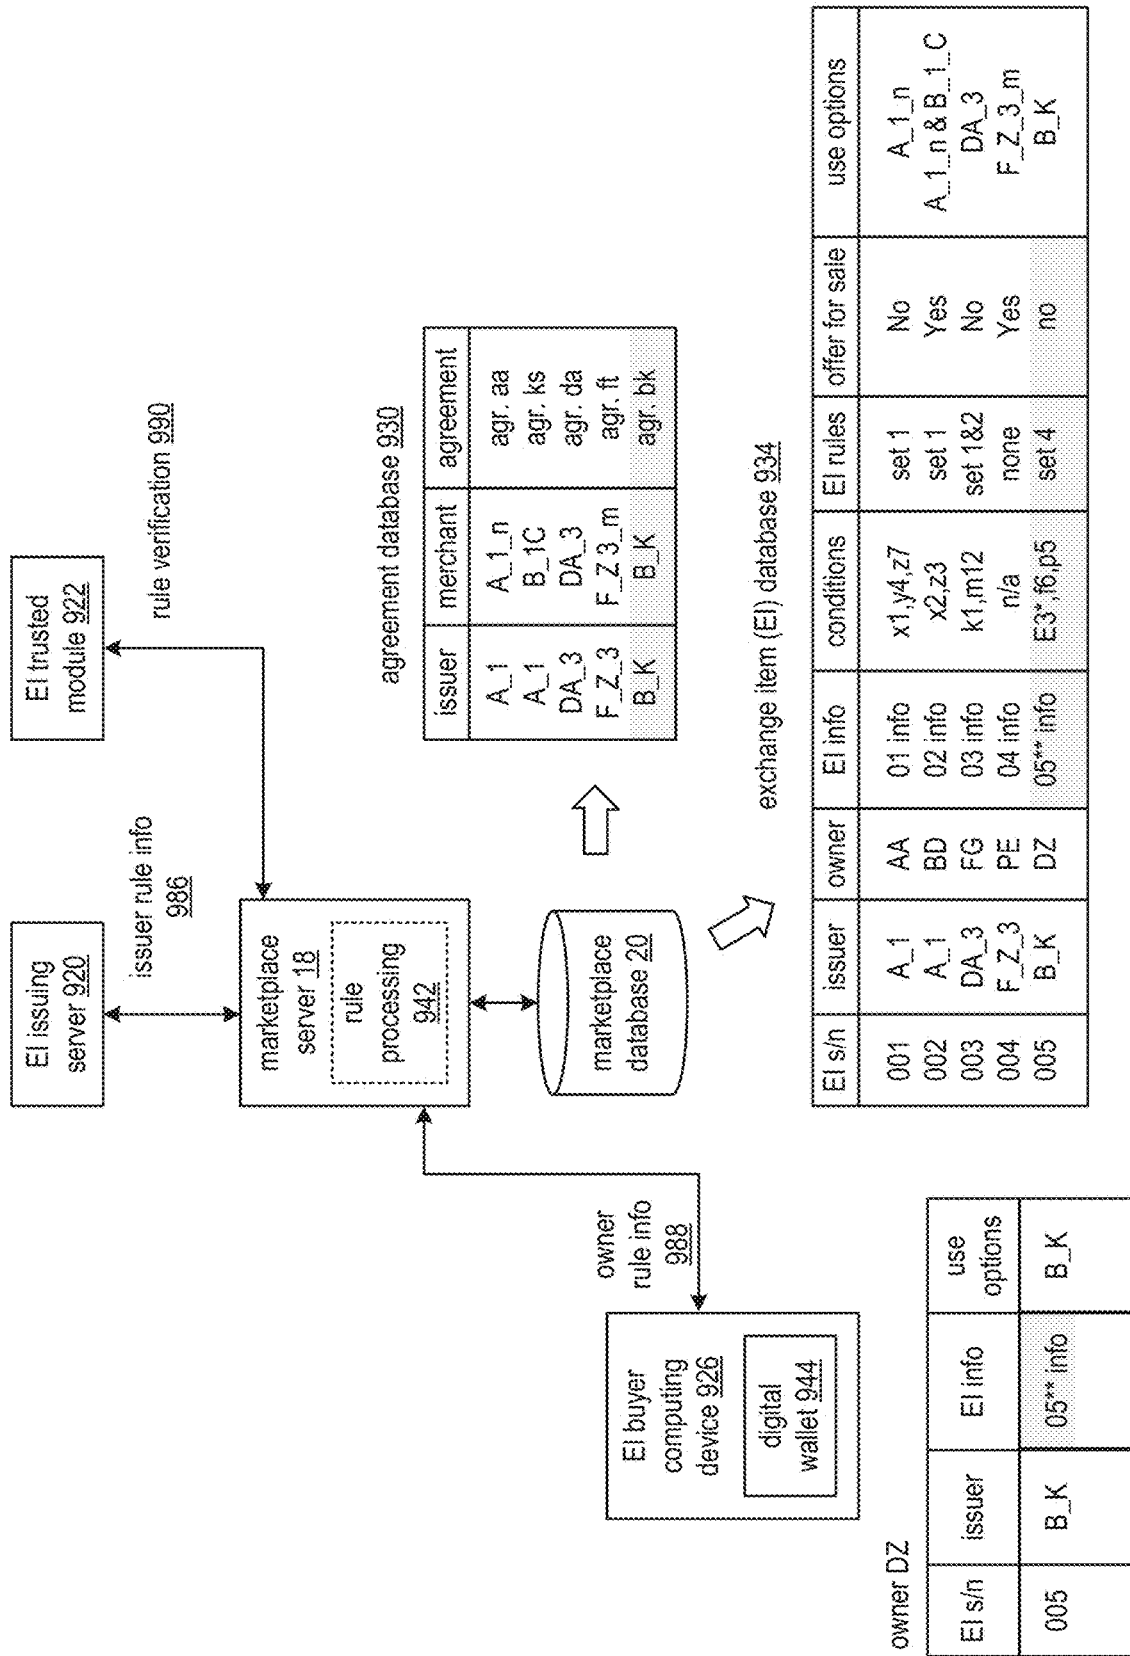 EI issuing
server 920
EI trusted
module 922
issuer rule info
986
rule verification 990
marketplace
server 18
rule
processing
942
marketplace
database 20
owner
rule info
988
EI buyer
computing
device 926
digital
wallet 944
agreement database 930
issuer merchant agreement
A_1 A_1_n agr. aa
A_1 B_1C agr. ks
DA_3 DA_3 agr. da
F_Z_3 F_Z 3_m agr. ft
B_K B_K agr. bk
exchange item (EI) database 934
EI s/n issuer owner EI info conditions EI rules offer for sale use options
001 A_1 AA 01 info x1,y4,z7 set 1 No A_1_n
002 A_1 BD 02 info x2,z3 set 1 Yes A_1_n & B_1_C
003 DA_3 FG 03 info k1,m12 set 1&2 No DA_3
004 F_Z_3 PE 04 info n/a none Yes F_Z_3_m
005 B_K DZ 05** info E3*,f6,p5 set 4 no B_K
owner DZ
EI s/n issuer EI info use
options
005 B_K 05** info B_K